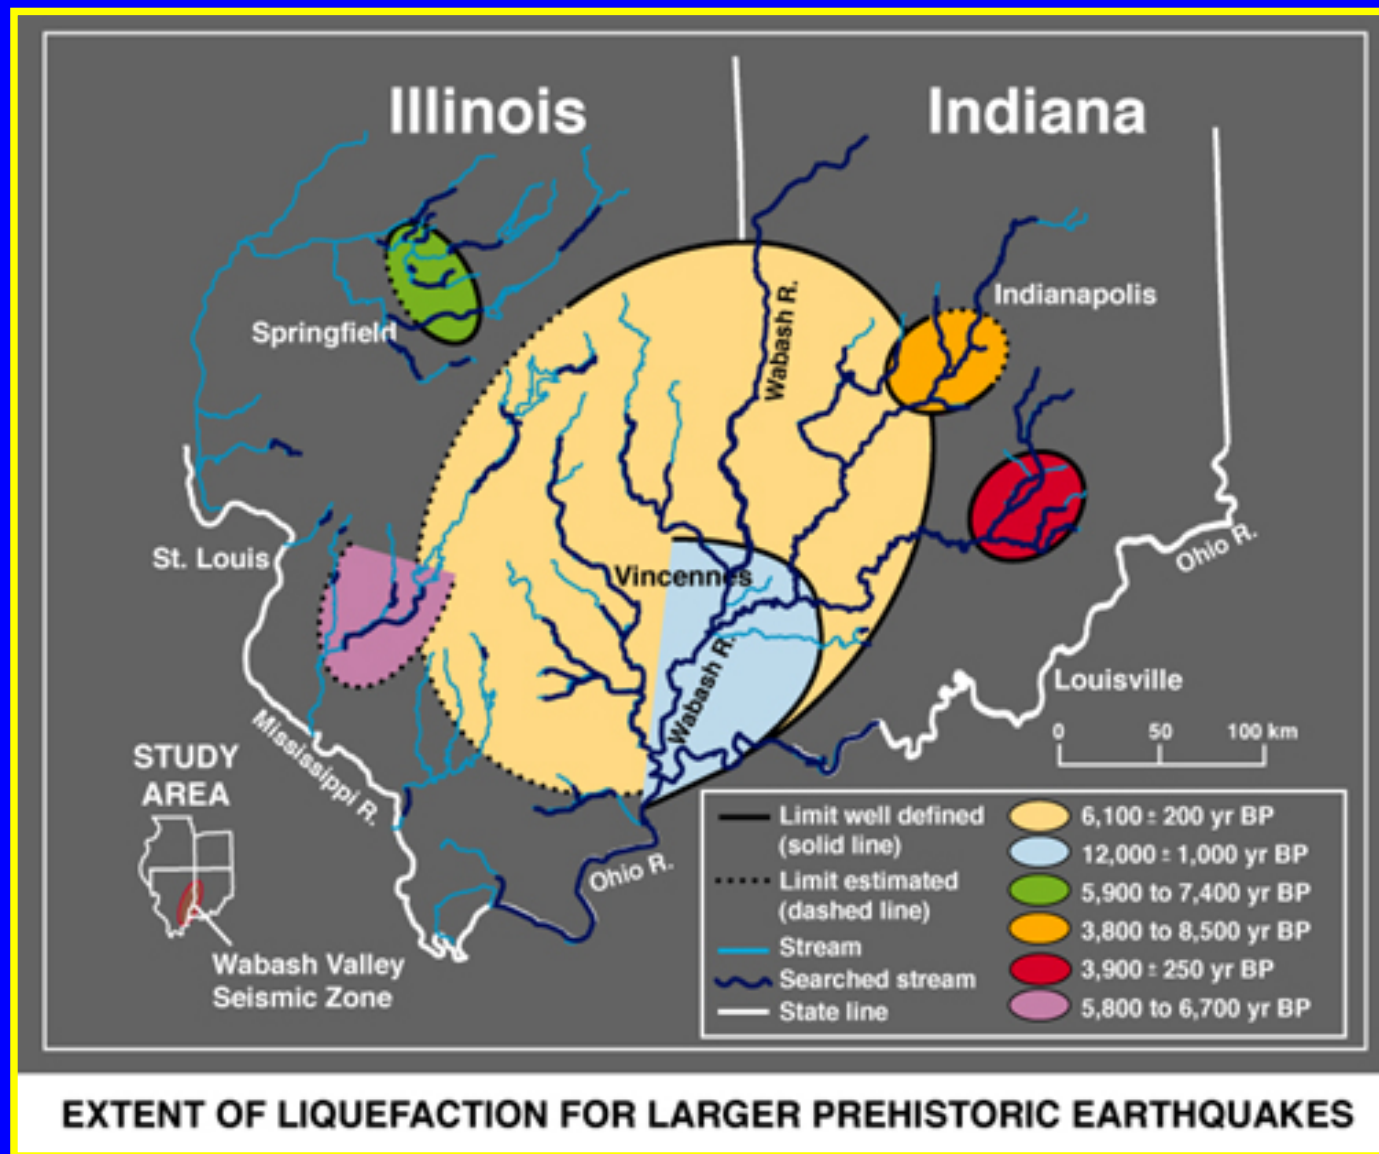 Illinois
Indiana
Wabash R.
Indianapolis
Springfield
St. Louis
Vincennes
Wabash R.
Ohio R.
Louisville
Mississippi R.
0 50 100 km
STUDY
AREA
Ohio R.
Wabash Valley
Seismic Zone
Limit well defined
(solid line)
Limit estimated
(dashed line)
Stream
Searched stream
State line
6,100 ± 200 yr BP
12,000 ± 1,000 yr BP
5,900 to 7,400 yr BP
3,800 to 8,500 yr BP
3,900 ± 250 yr BP
5,800 to 6,700 yr BP
EXTENT OF LIQUEFACTION FOR LARGER PREHISTORIC EARTHQUAKES